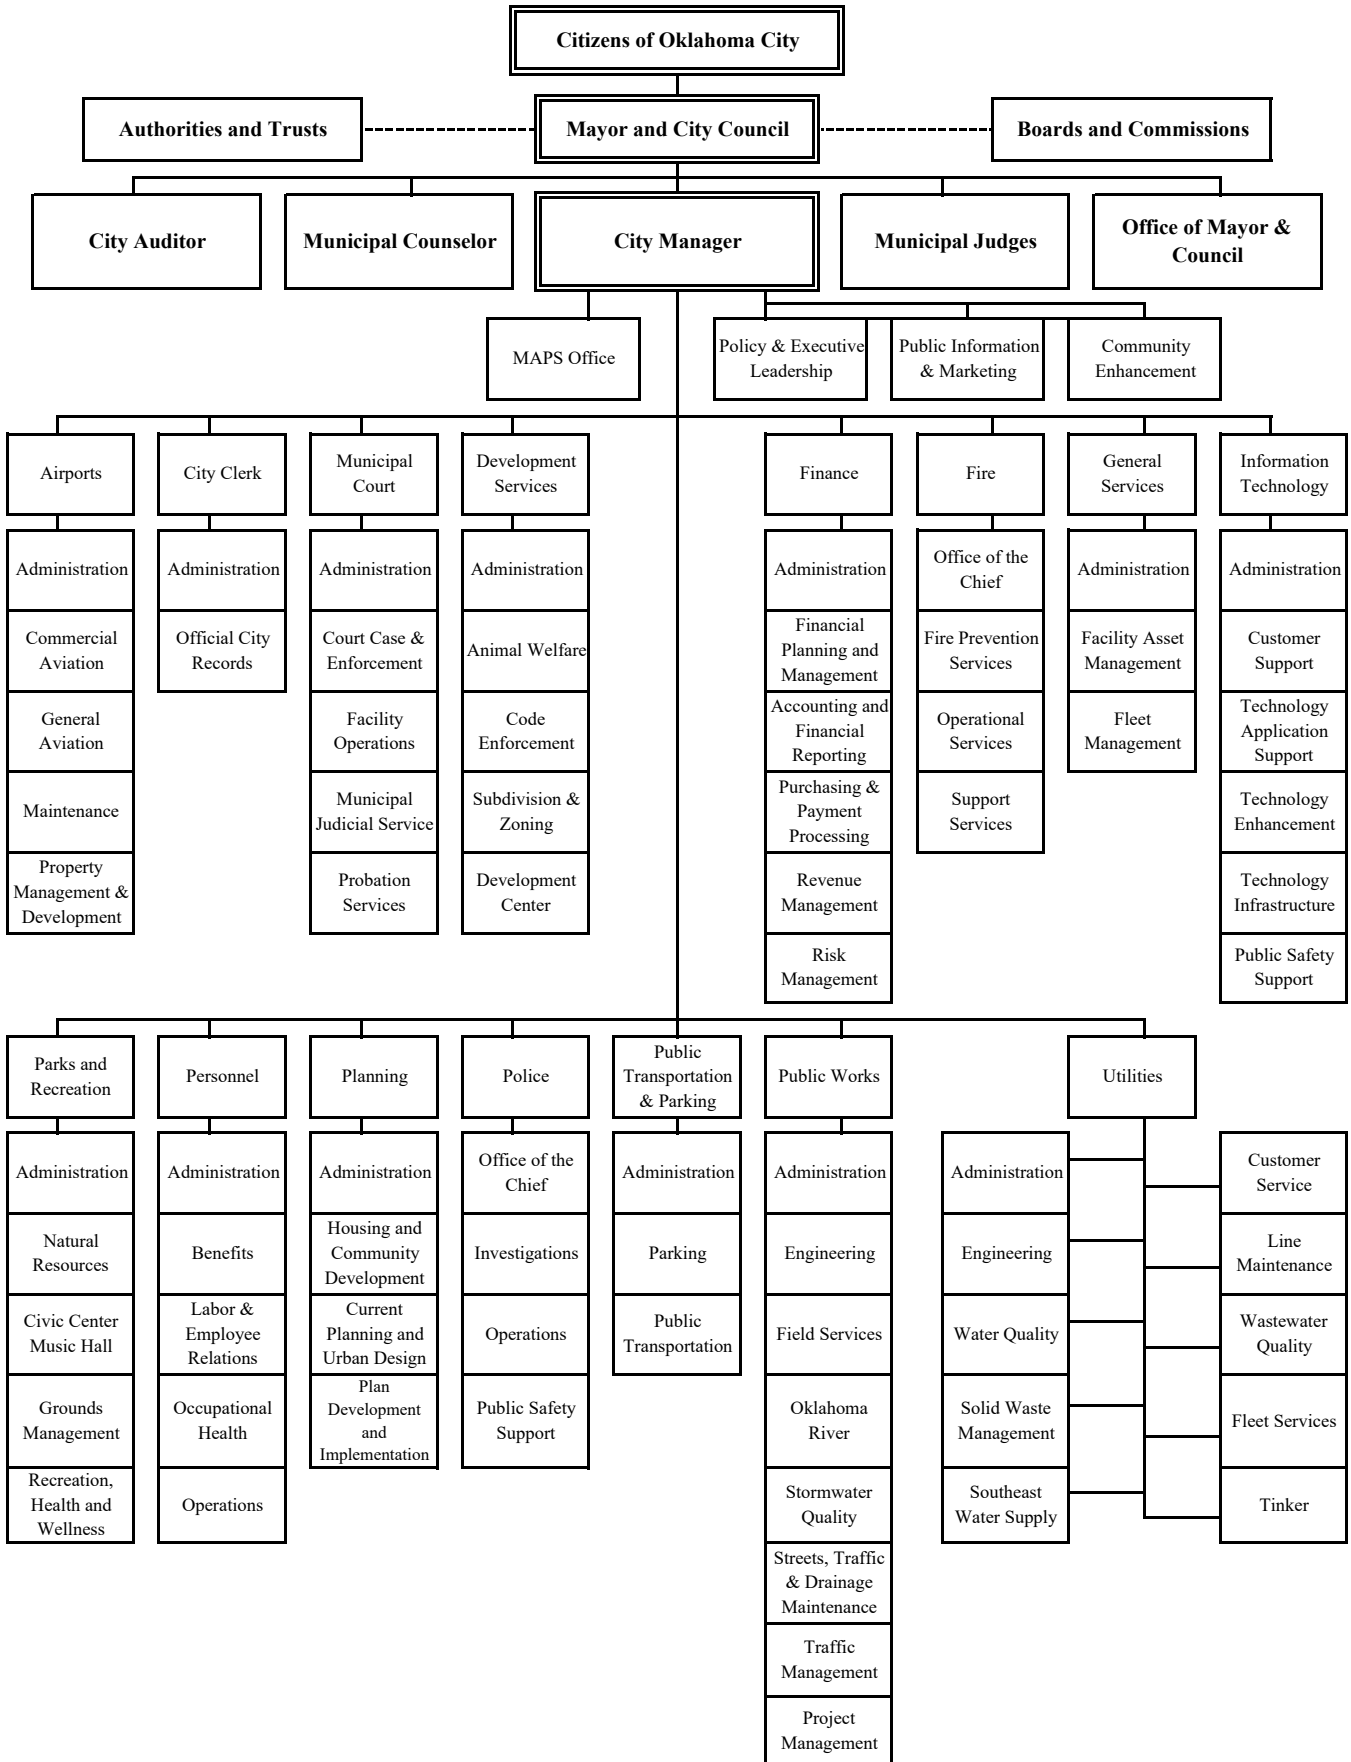 Citizens of Oklahoma City
Authorities and Trusts
Mayor and City Council
Boards and Commissions
City Auditor
Municipal Counselor
City Manager
Municipal Judges
Office of Mayor &
Council
MAPS Office
Policy & Executive
Leadership
Public Information
& Marketing
Community
Enhancement
Airports
City Clerk
Municipal
Court
Development
Services
Finance
Fire
General
Services
Information
Technology
Administration
Commercial
Aviation
General
Aviation
Maintenance
Property
Management &
Development
Administration
Official City
Records
Administration
Court Case &
Enforcement
Facility
Operations
Municipal
Judicial Service
Probation
Services
Administration
Animal Welfare
Code
Enforcement
Subdivision &
Zoning
Development
Center
Administration
Financial
Planning and
Management
Accounting and
Financial
Reporting
Purchasing &
Payment
Processing
Revenue
Management
Risk
Management
Office of the
Chief
Fire Prevention
Services
Operational
Services
Support
Services
Administration
Facility Asset
Management
Fleet
Management
Administration
Customer
Support
Technology
Application
Support
Technology
Enhancement
Technology
Infrastructure
Public Safety
Support
Parks and
Recreation
Personnel
Planning
Police
Public
Transportation
& Parking
Public Works
Utilities
Administration
Natural
Resources
Civic Center
Music Hall
Grounds
Management
Recreation,
Health and
Wellness
Administration
Benefits
Labor &
Employee
Relations
Occupational
Health
Operations
Administration
Housing and
Community
Development
Current
Planning and
Urban Design
Plan
Development
and
Implementation
Office of the
Chief
Investigations
Operations
Public Safety
Support
Administration
Parking
Public
Transportation
Administration
Engineering
Field Services
Oklahoma
River
Stormwater
Quality
Streets, Traffic
& Drainage
Maintenance
Traffic
Management
Project
Management
Administration
Engineering
Water Quality
Solid Waste
Management
Southeast
Water Supply
Customer
Service
Line
Maintenance
Wastewater
Quality
Fleet Services
Tinker